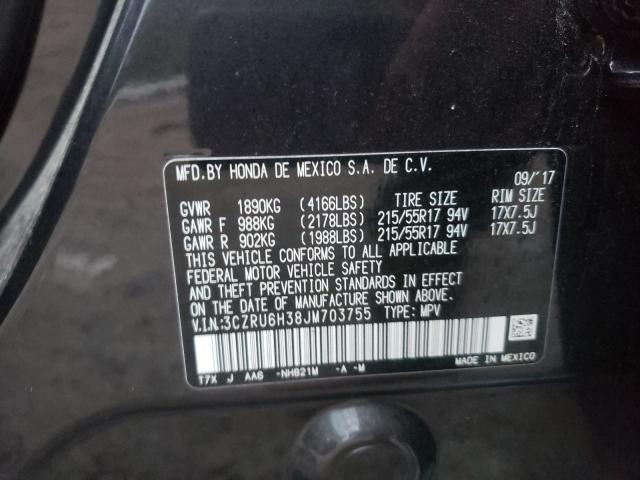 MFD.BY HONDA DE MEXICO S.A. DE C.V.
09/'17
GVWR 1890KG (4166LBS) TIRE SIZE RIM SIZE
GAWR F 988KG (2178LBS) 215/55R17 94V 17X7.5J
GAWR R 902KG (1988LBS) 215/55R17 94V 17X7.5J
THIS VEHICLE CONFORMS TO ALL APPLICABLE
FEDERAL MOTOR VEHICLE SAFETY
AND THEFT PREVENTION STANDARDS IN EFFECT
ON THE DATE OF MANUFACTURE SHOWN ABOVE.
V.I.N:3CZRU6H38JM703755 TYPE: MPV
MADE IN MEXICO
T7X J AA6 -NH821M -A -M